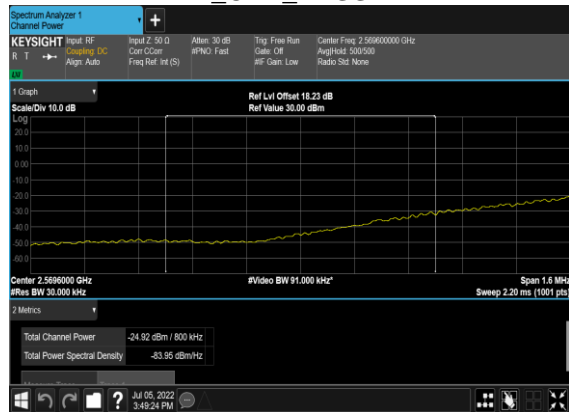 Spectrum Analyzer 1
Channel Power
+
KEYSIGHT
R T
LXI
Input: RF
Coupling: DC
Align: Auto
Input Z: 50 Ω
Corr CCorr
Freq Ref: Int (S)
Atten: 30 dB
#PNO: Fast
Trig: Free Run
Gate: Off
#IF Gain: Low
Center Freq: 2.569600000 GHz
Avg|Hold: 500/500
Radio Std: None
1 Graph
Scale/Div 10.0 dB
Ref Lvl Offset 18.23 dB
Ref Value 30.00 dBm
Log
20.0
10.0
0.00
-10.0
-20.0
-30.0
-40.0
-50.0
-60.0
Center 2.5696000 GHz
#Res BW 30.000 kHz
#Video BW 91.000 kHz*
Span 1.6 MHz
Sweep 2.20 ms (1001 pts)
2 Metrics
Total Channel Power
-24.92 dBm / 800 kHz
Total Power Spectral Density
-83.95 dBm/Hz
?
Jul 05, 2022
3:49:24 PM